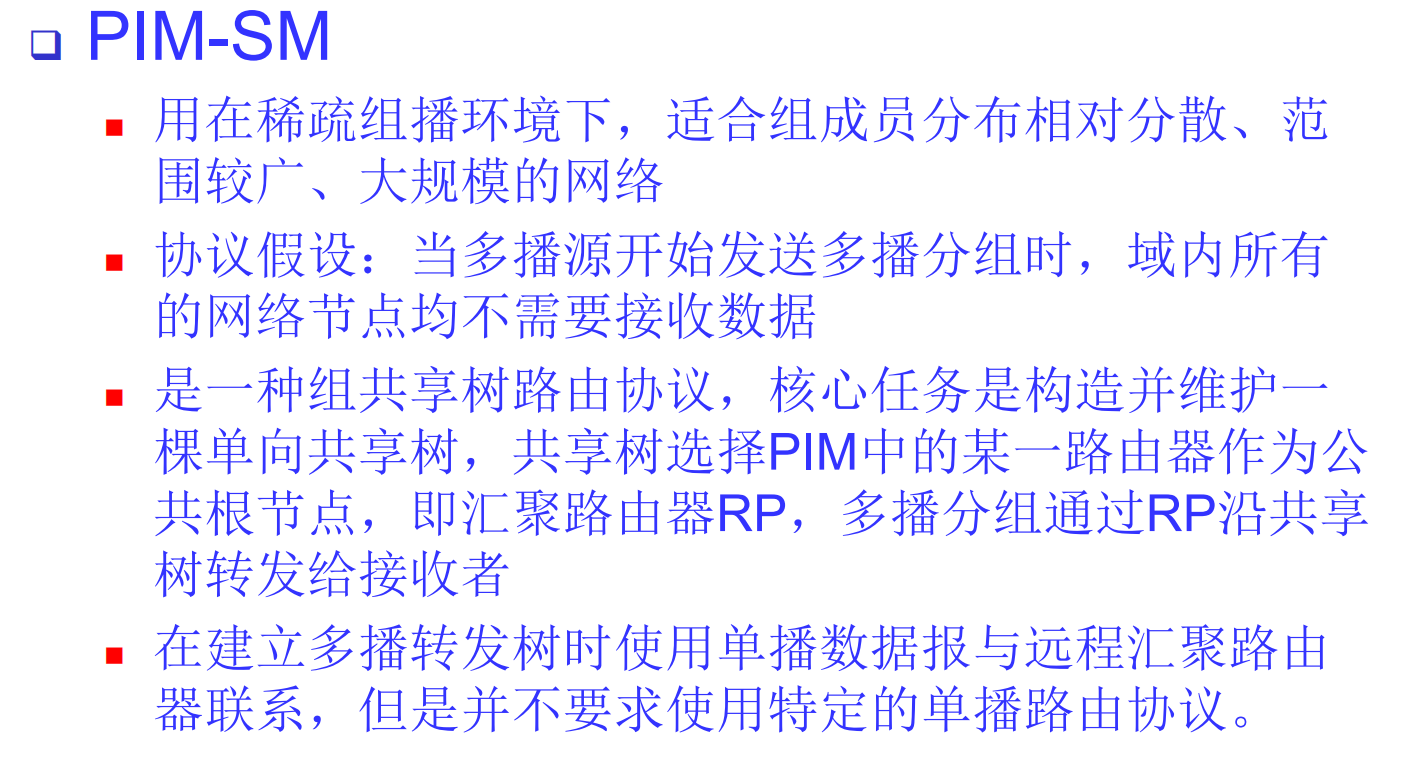 PIM-SM
用在稀疏组播环境下，适合组成员分布相对分散、范
围较广、大规模的网络
协议假设：当多播源开始发送多播分组时，域内所有
的网络节点均不需要接收数据
是一种组共享树路由协议，核心任务是构造并维护一
棵单向共享树，共享树选择PIM中的某一路由器作为公
共根节点，即汇聚路由器RP，多播分组通过RP沿共享
树转发给接收者
在建立多播转发树时使用单播数据报与远程汇聚路由
器联系，但是并不要求使用特定的单播路由协议。